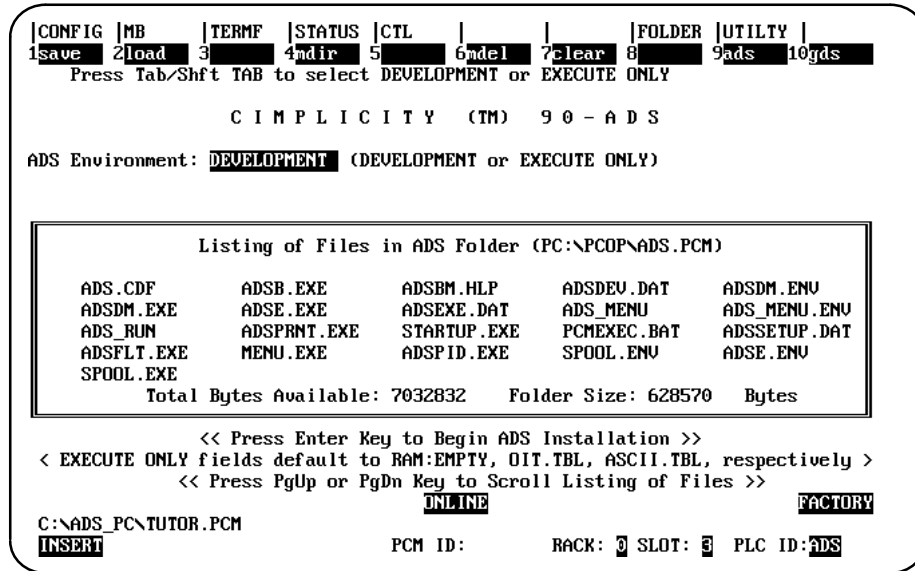 |CONFIG |MB |TERMF |STATUS |CTL | | |FOLDER |UTILTY |
1save 2load 3 4mdir 5 6mdel 7clear 8 9ads 10gds
Press Tab/Shft TAB to select DEVELOPMENT or EXECUTE ONLY
C I M P L I C I T Y (TM) 9 0 - A D S
ADS Environment: DEVELOPMENT (DEVELOPMENT or EXECUTE ONLY)
Listing of Files in ADS Folder (PC:\PCOP\ADS.PCM)
ADS.CDF ADSB.EXE ADSBM.HLP ADSDEV.DAT ADSDM.ENV
ADSDM.EXE ADSE.EXE ADSEXE.DAT ADS_MENU ADS_MENU.ENV
ADS_RUN ADSPRNT.EXE STARTUP.EXE PCMEXEC.BAT ADSSETUP.DAT
ADSFLT.EXE MENU.EXE ADSPID.EXE SPOOL.ENV ADSE.ENV
SPOOL.EXE
Total Bytes Available: 7032832 Folder Size: 628570 Bytes
<< Press Enter Key to Begin ADS Installation >>
< EXECUTE ONLY fields default to RAM:EMPTY, OIT.TBL, ASCII.TBL, respectively >
<< Press PgUp or PgDn Key to Scroll Listing of Files >>
ONLINE FACTORY
C:\ADS_PC\TUTOR.PCM
INSERT PCM ID: RACK: 0 SLOT: 3 PLC ID:ADS